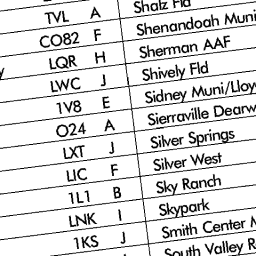 TVL A Shalz Fld
CO82 F Shenandoah Muni
LQR H Sherman AAF
LWC J Shively Fld
1V8 E Sidney Muni/Lloy
O24 A Sierraville Dearw
LXT J Silver Springs
LIC F Silver West
1L1 B Sky Ranch
LNK I Skypark
1KS J Smith Center M
South Valley R